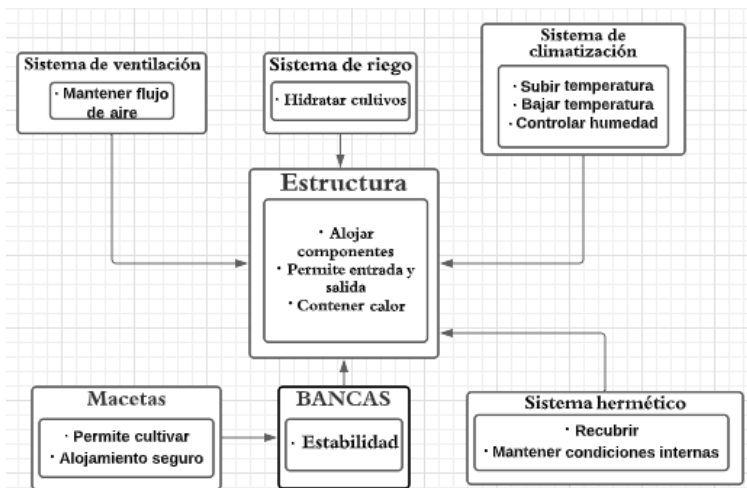 Sistema de ventilación
· Mantener flujo
de aire
Sistema de riego
· Hidratar cultivos
Sistema de
climatización
· Subir temperatura
· Bajar temperatura
· Controlar humedad
Estructura
· Alojar
componentes
· Permite entrada y
salida
· Contener calor
Macetas
· Permite cultivar
· Alojamiento seguro
BANCAS
· Estabilidad
Sistema hermético
· Recubrir
· Mantener condiciones internas